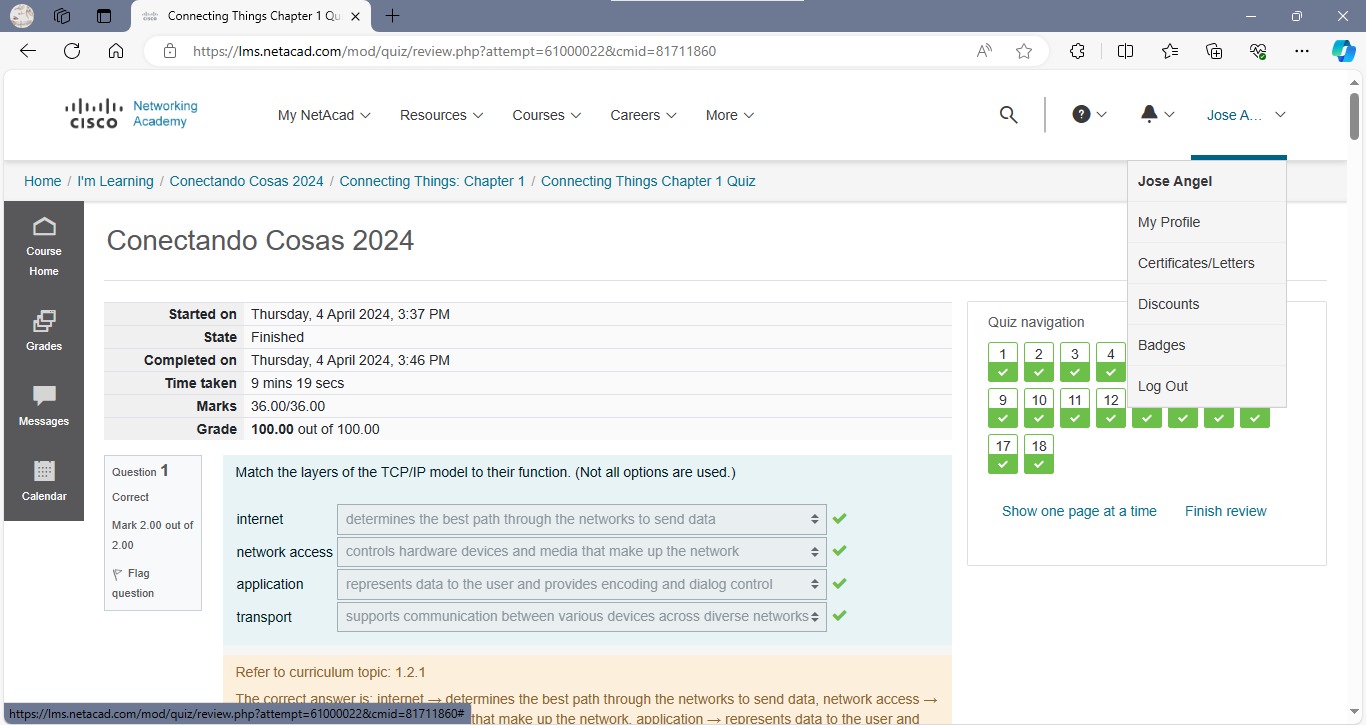 Connecting Things Chapter 1 Qu
https://lms.netacad.com/mod/quiz/review.php?attempt=61000022&cmid=81711860
cisco Networking Academy
My NetAcad
Resources
Courses
Careers
More
Jose A...
Home / I'm Learning / Conectando Cosas 2024 / Connecting Things: Chapter 1 / Connecting Things Chapter 1 Quiz
Jose Angel
My Profile
Certificates/Letters
Discounts
Badges
Log Out
Course
Home
Grades
Messages
Calendar
Conectando Cosas 2024
Started on Thursday, 4 April 2024, 3:37 PM
State Finished
Completed on Thursday, 4 April 2024, 3:46 PM
Time taken 9 mins 19 secs
Marks 36.00/36.00
Grade 100.00 out of 100.00
Quiz navigation
1 2 3 4
9 10 11 12
17 18
Show one page at a time Finish review
Question 1
Correct
Mark 2.00 out of
2.00
Flag
question
Match the layers of the TCP/IP model to their function. (Not all options are used.)
internet determines the best path through the networks to send data
network access controls hardware devices and media that make up the network
application represents data to the user and provides encoding and dialog control
transport supports communication between various devices across diverse networks
Refer to curriculum topic: 1.2.1
The correct answer is: internet → determines the best path through the networks to send data, network access →
that make up the network, application → represents data to the user and
https://lms.netacad.com/mod/quiz/review.php?attempt=61000022&cmid=81711860#